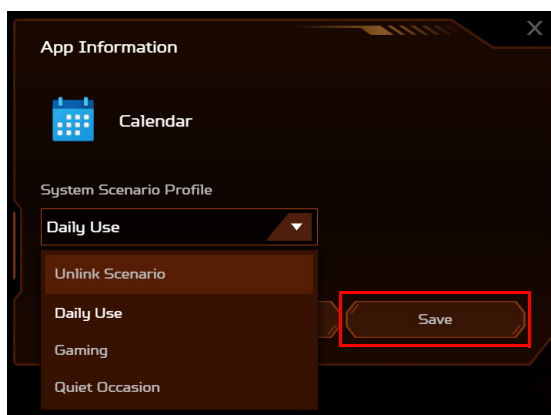 App Information
X
Calendar
System Scenario Profile
Daily Use
Unlink Scenario
Daily Use
Gaming
Quiet Occasion
Save